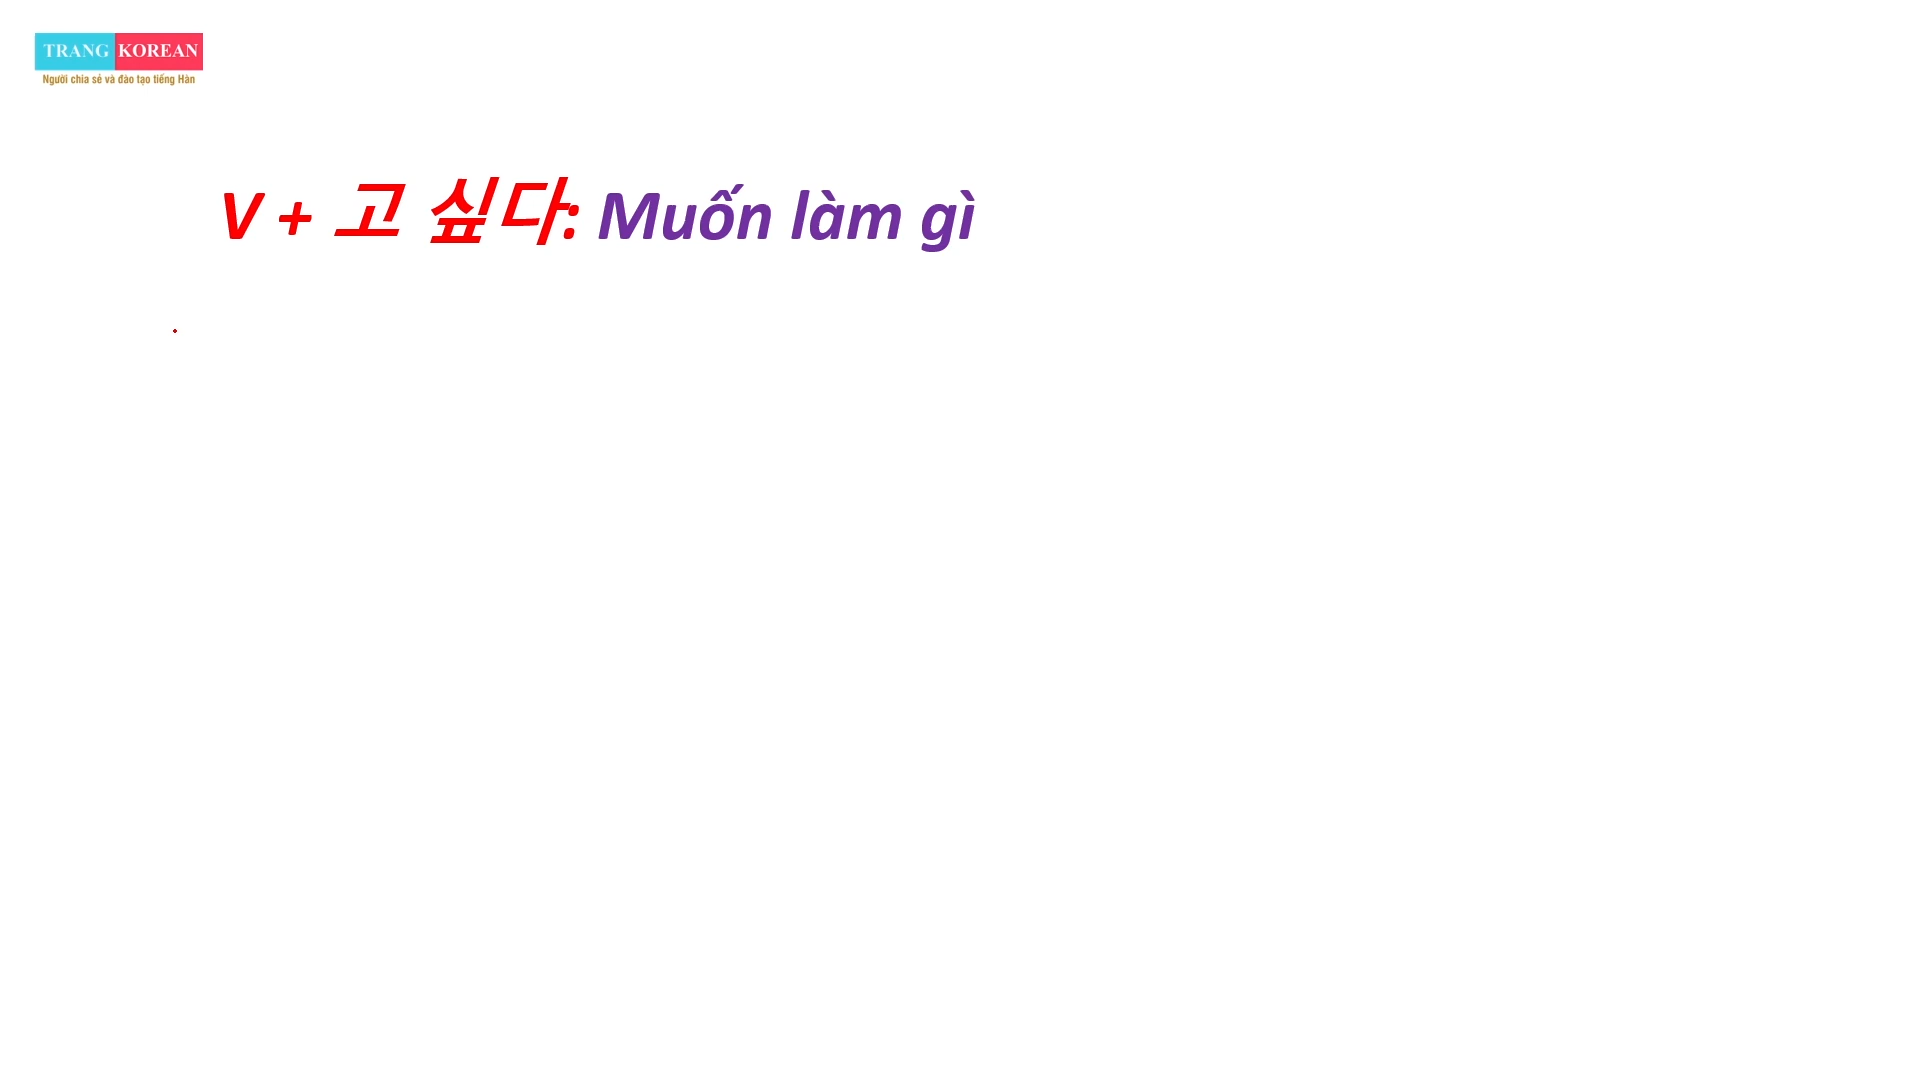 TRANG KOREAN
Người chia sẻ và đào tạo tiếng Hàn
V + 고 싶다: Muốn làm gì